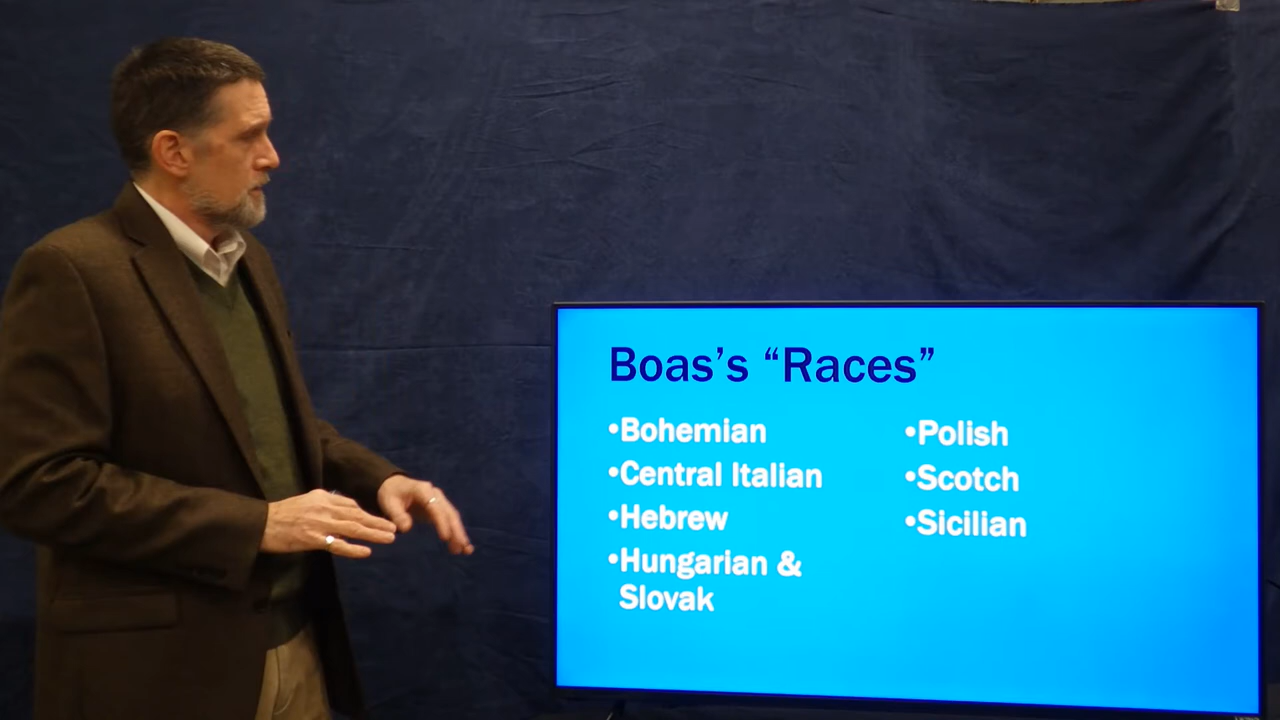 Boas's “Races”
•Bohemian
•Central Italian
•Hebrew
•Hungarian &
Slovak
•Polish
•Scotch
•Sicilian